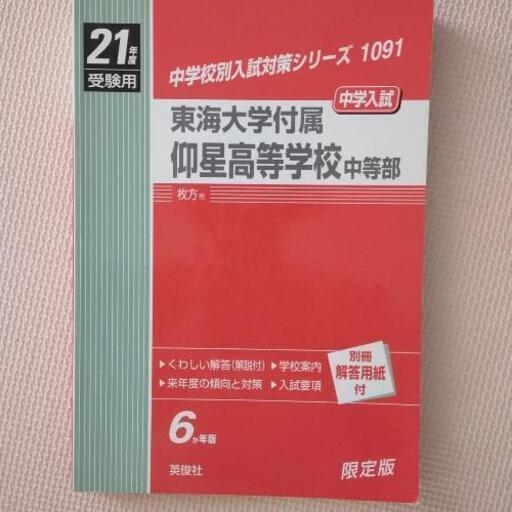 21年度
受験用
中学校別入試対策シリーズ 1091
中学入試
東海大学付属
仰星高等学校中等部
枚方市
▶くわしい解答(解説付) ▶学校案内
▶来年度の傾向と対策 ▶入試要項
別冊
解答用紙
付
6か年版
英俊社
限定版